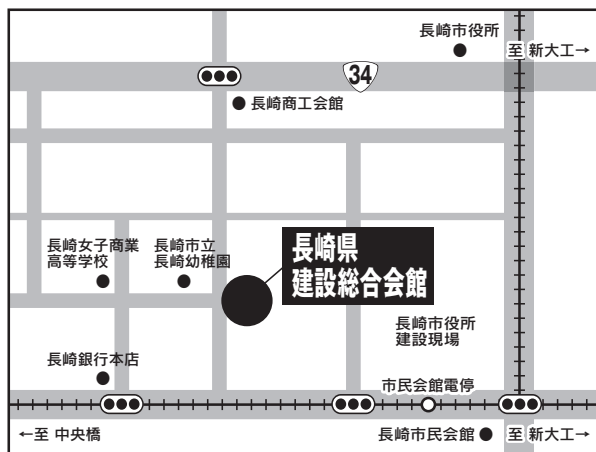 長崎市役所
至 新大工→
34
長崎商工会館
長崎県
建設総合会館
長崎女子商業
高等学校
長崎市立
長崎幼稚園
長崎市役所
建設現場
長崎銀行本店
市民会館電停
←至 中央橋
長崎市民会館
至 新大工→